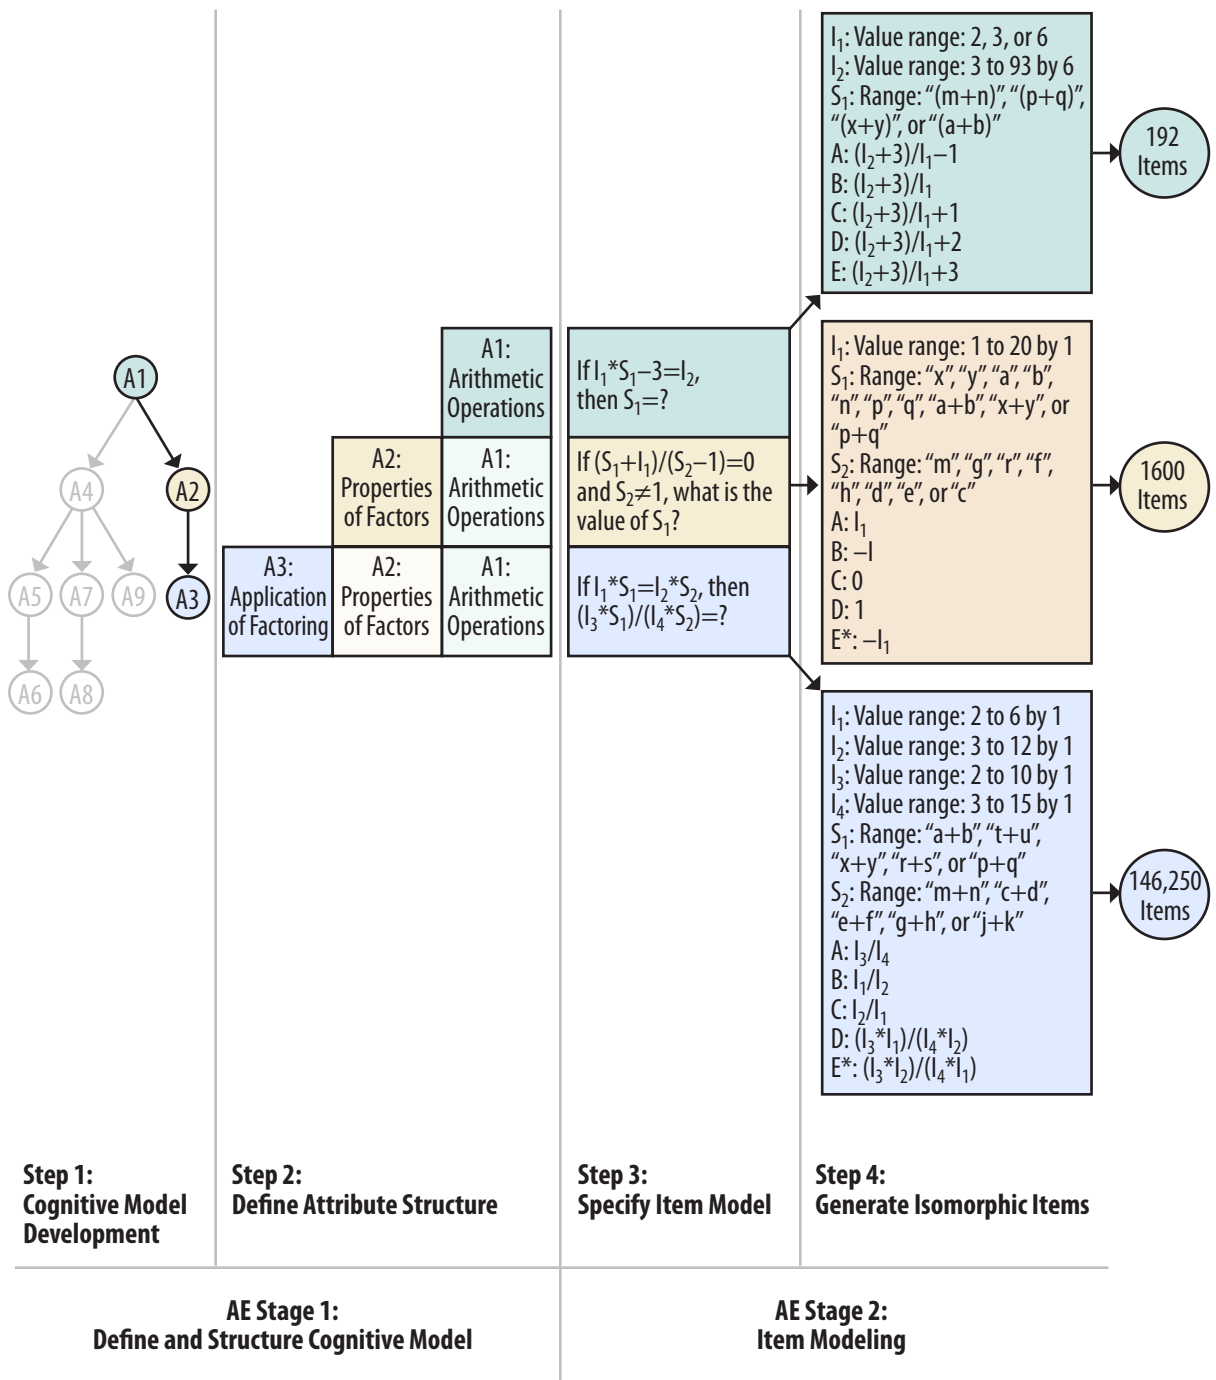 I₁: Value range: 2, 3, or 6
I₂: Value range: 3 to 93 by 6
S₁: Range: “(m+n)”, “(p+q)”,
“(x+y)”, or “(a+b)”
A: (I₂+3)/I₁–1
B: (I₂+3)/I₁
C: (I₂+3)/I₁+1
D: (I₂+3)/I₁+2
E: (I₂+3)/I₁+3
192
Items
A1
A4
A2
A5
A7
A9
A3
A6
A8
A1:
Arithmetic
Operations
A2:
Properties
of Factors
A1:
Arithmetic
Operations
A3:
Application
of Factoring
A2:
Properties
of Factors
A1:
Arithmetic
Operations
If I₁*S₁–3=I₂,
then S₁=?
If (S₁+I₁)/(S₂–1)=0
and S₂≠1, what is the
value of S₁?
If I₁*S₁=I₂*S₂, then
(I₃*S₁)/(I₄*S₂)=?
I₁: Value range: 1 to 20 by 1
S₁: Range: “x”, “y”, “a”, “b”,
“n”, “p”, “q”, “a+b”, “x+y”, or
“p+q”
S₂: Range: “m”, “g”, “r”, “f”,
“h”, “d”, “e”, or “c”
A: I₁
B: –I
C: 0
D: 1
E*: –I₁
1600
Items
I₁: Value range: 2 to 6 by 1
I₂: Value range: 3 to 12 by 1
I₃: Value range: 2 to 10 by 1
I₄: Value range: 3 to 15 by 1
S₁: Range: “a+b”, “t+u”,
“x+y”, “r+s”, or “p+q”
S₂: Range: “m+n”, “c+d”,
“e+f”, “g+h”, or “j+k”
A: I₃/I₄
B: I₁/I₂
C: I₂/I₁
D: (I₃*I₁)/(I₄*I₂)
E*: (I₃*I₂)/(I₄*I₁)
146,250
Items
Step 1:
Cognitive Model
Development
Step 2:
Define Attribute Structure
Step 3:
Specify Item Model
Step 4:
Generate Isomorphic Items
AE Stage 1:
Define and Structure Cognitive Model
AE Stage 2:
Item Modeling